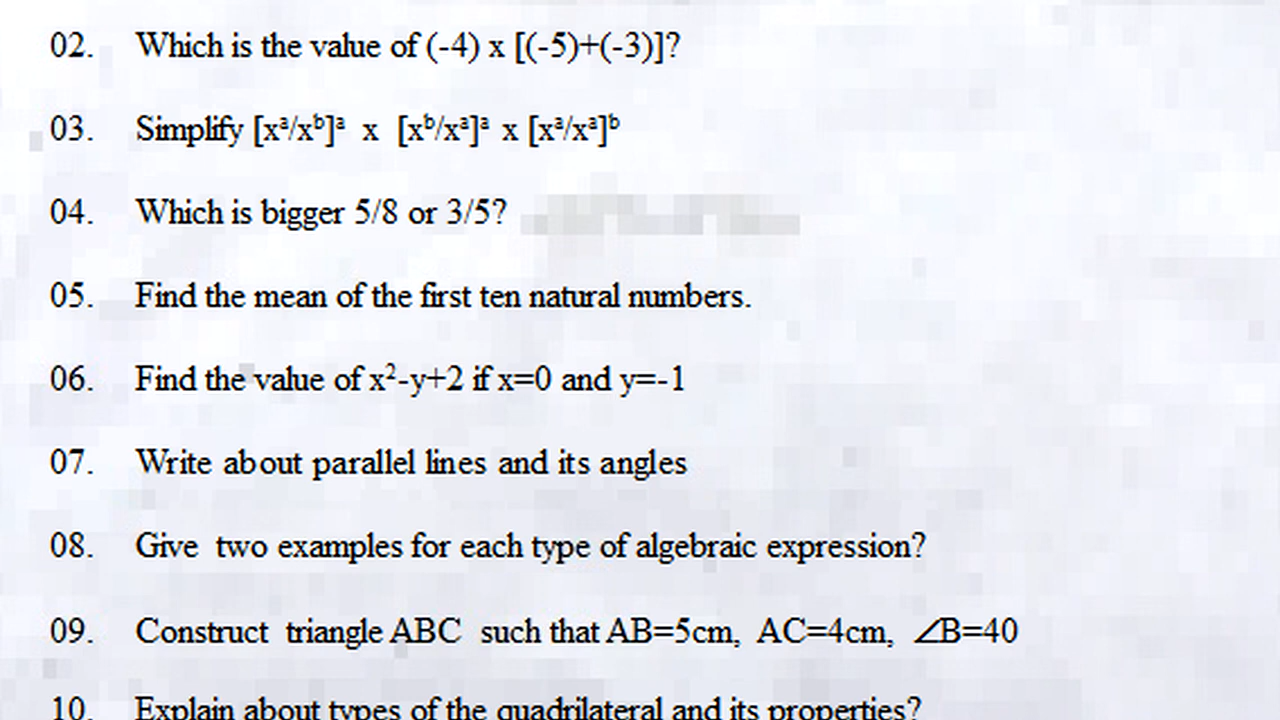 02. Which is the value of (-4) x [(-5)+(-3)]?
03. Simplify [xᵃ/xᵇ]ᵃ x [xᵇ/xᵃ]ᵃ x [xᵃ/xᵃ]ᵇ
04. Which is bigger 5/8 or 3/5?
05. Find the mean of the first ten natural numbers.
06. Find the value of x²-y+2 if x=0 and y=-1
07. Write about parallel lines and its angles
08. Give two examples for each type of algebraic expression?
09. Construct triangle ABC such that AB=5cm, AC=4cm, ∠B=40
10. Explain about types of the quadrilateral and its properties?